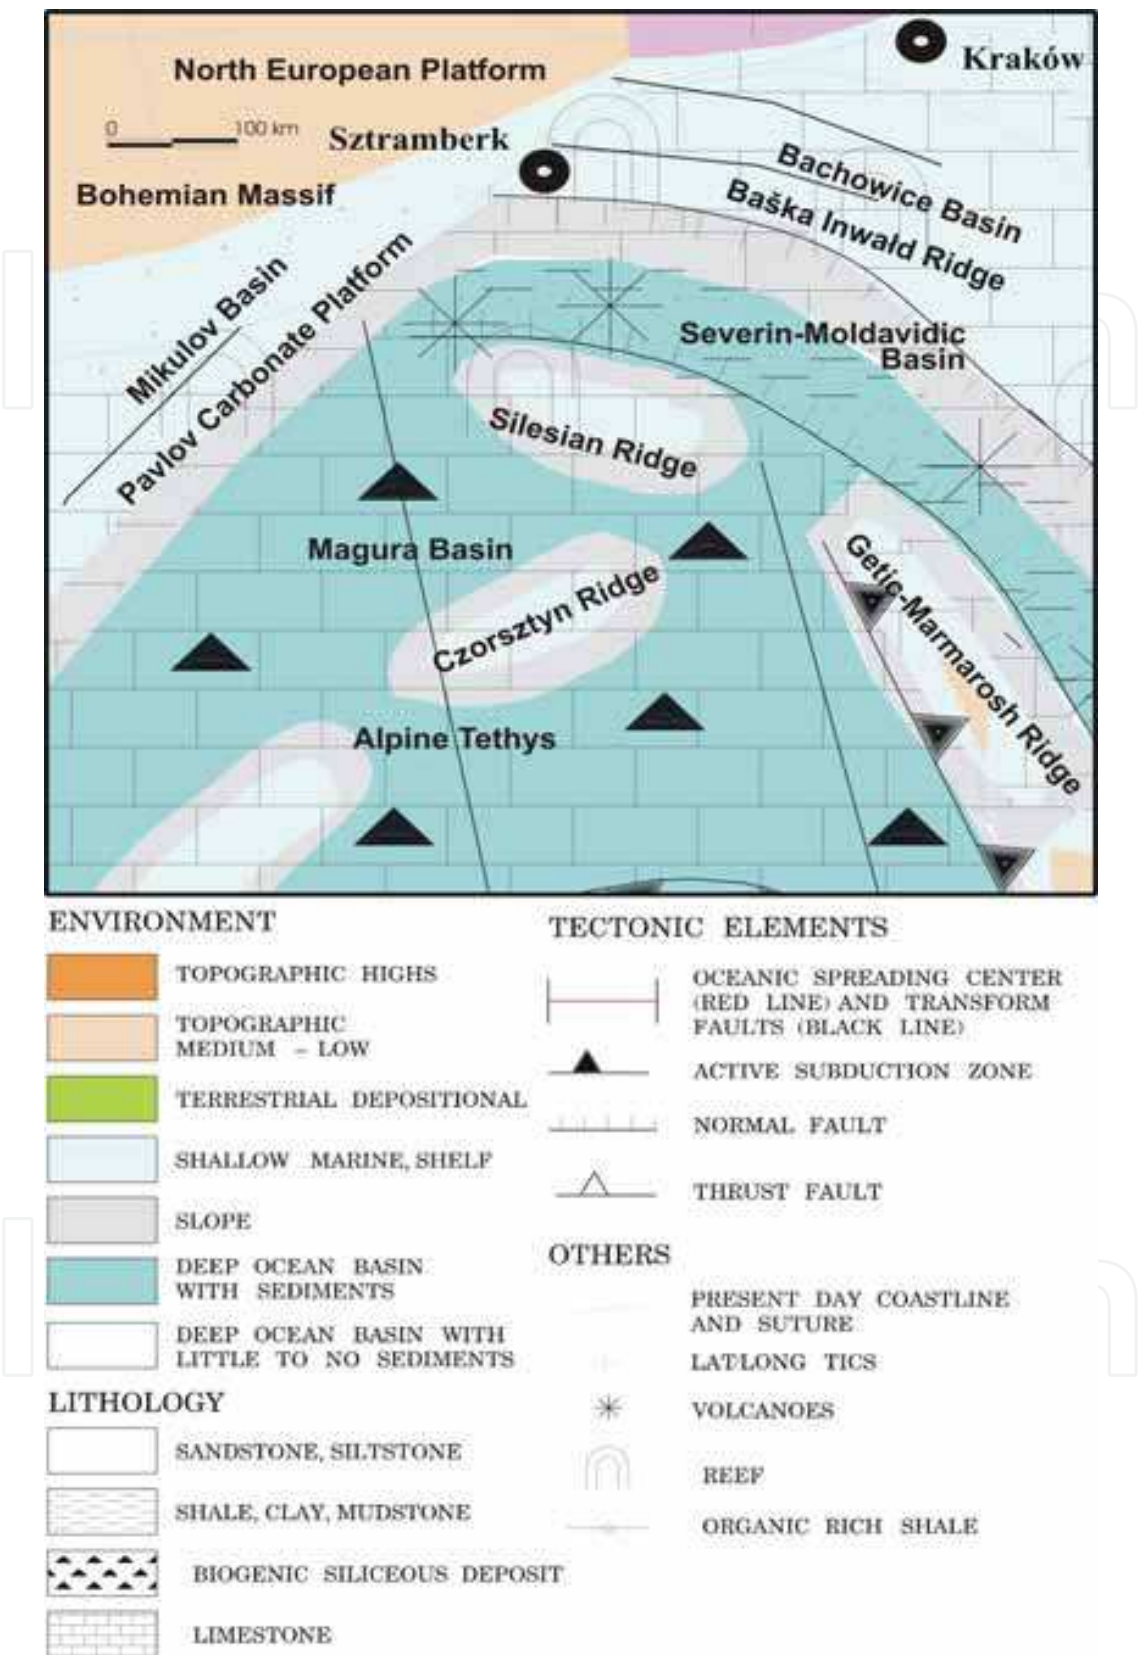 North European Platform
Kraków
0 100 km
Sztramberk
Bohemian Massif
Bachowice Basin
Baška Inwałd Ridge
Mikulov Basin
Pavlov Carbonate Platform
Severin-Moldavidic
Basin
Silesian Ridge
Magura Basin
Czorsztyn Ridge
Getic-Marmarosh Ridge
Alpine Tethys
ENVIRONMENT
TOPOGRAPHIC HIGHS
TOPOGRAPHIC
MEDIUM - LOW
TERRESTRIAL DEPOSITIONAL
SHALLOW MARINE, SHELF
SLOPE
DEEP OCEAN BASIN
WITH SEDIMENTS
DEEP OCEAN BASIN WITH
LITTLE TO NO SEDIMENTS
LITHOLOGY
SANDSTONE, SILTSTONE
SHALE, CLAY, MUDSTONE
BIOGENIC SILICEOUS DEPOSIT
LIMESTONE
TECTONIC ELEMENTS
OCEANIC SPREADING CENTER
(RED LINE) AND TRANSFORM
FAULTS (BLACK LINE)
ACTIVE SUBDUCTION ZONE
NORMAL FAULT
THRUST FAULT
OTHERS
PRESENT DAY COASTLINE
AND SUTURE
LAT/LONG TICS
VOLCANOES
REEF
ORGANIC RICH SHALE